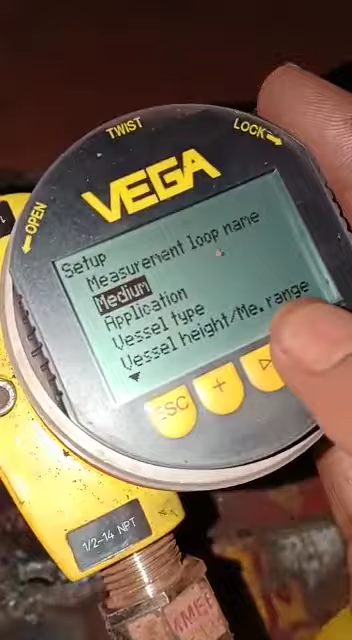 TWIST
LOCK
OPEN
VEGA
Setup
Measurement loop name
Medium
Application
Vessel type
Vessel height/Me. range
ESC
+
1/2-14 NPT